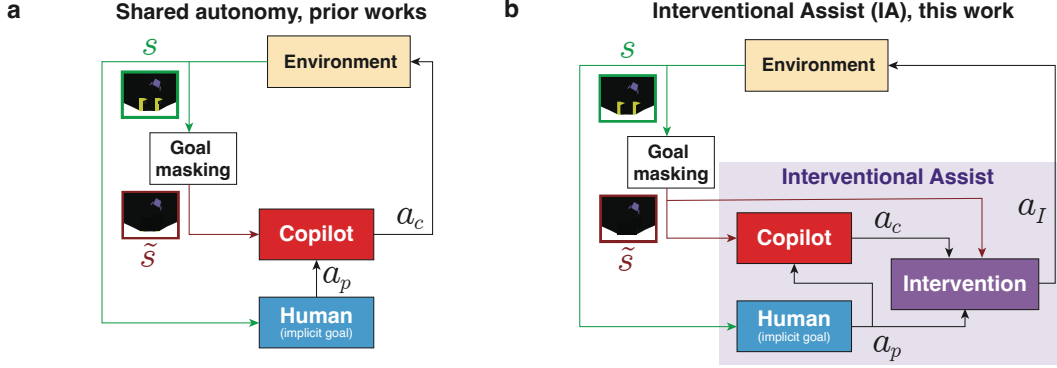 a
Shared autonomy, prior works
s
Environment
Goal
masking
s̃
Copilot
a_c
a_p
Human
(implicit goal)
b
Interventional Assist (IA), this work
s
Environment
Goal
masking
Interventional Assist
s̃
Copilot
a_c
a_I
Intervention
Human
(implicit goal)
a_p